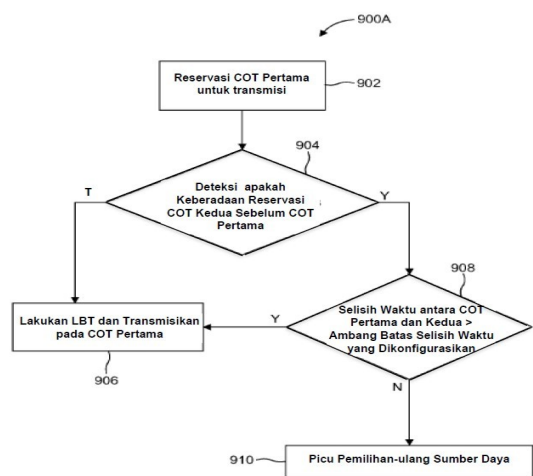 900A
Reservasi COT Pertama
untuk transmisi
902
904
Deteksi apakah
Keberadaan Reservasi
COT Kedua Sebelum COT
Pertama
T
Y
908
Selisih Waktu antara COT
Pertama dan Kedua >
Ambang Batas Selisih Waktu
yang Dikonfigurasikan
Y
Lakukan LBT dan Transmisikan
pada COT Pertama
906
N
910
Picu Pemilihan-ulang Sumber Daya